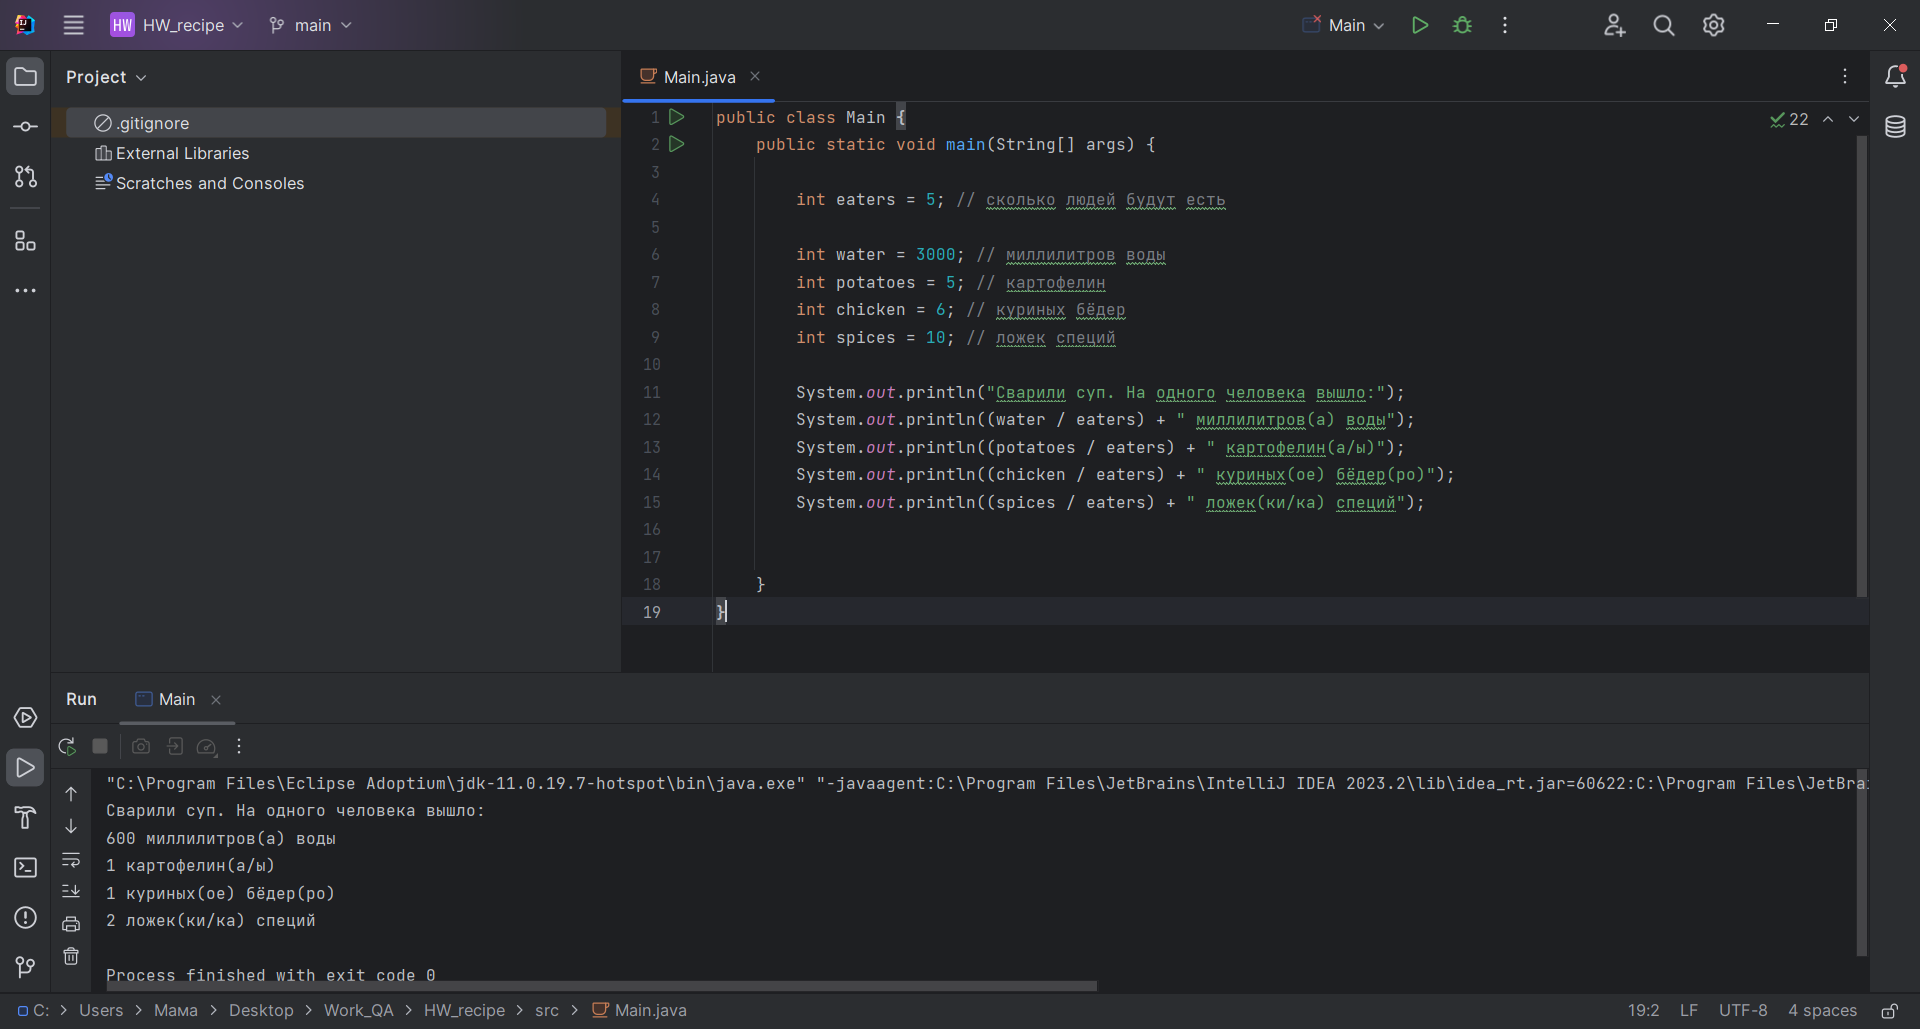 HW HW_recipe main Main
Project
Main.java
.gitignore
External Libraries
Scratches and Consoles
22
1 public class Main {
2 public static void main(String[] args) {
3
4 int eaters = 5; // сколько людей будут есть
5
6 int water = 3000; // миллилитров воды
7 int potatoes = 5; // картофелин
8 int chicken = 6; // куриных бёдер
9 int spices = 10; // ложек специй
10
11 System.out.println("Сварили суп. На одного человека вышло:");
12 System.out.println((water / eaters) + " миллилитров(а) воды");
13 System.out.println((potatoes / eaters) + " картофелин(а/ы)");
14 System.out.println((chicken / eaters) + " куриных(ое) бёдер(ро)");
15 System.out.println((spices / eaters) + " ложек(ки/ка) специй");
16
17
18 }
19 }
Run Main
"C:\Program Files\Eclipse Adoptium\jdk-11.0.19.7-hotspot\bin\java.exe" "-javaagent:C:\Program Files\JetBrains\IntelliJ IDEA 2023.2\lib\idea_rt.jar=60622:C:\Program Files\JetBra
Сварили суп. На одного человека вышло:
600 миллилитров(а) воды
1 картофелин(а/ы)
1 куриных(ое) бёдер(ро)
2 ложек(ки/ка) специй
Process finished with exit code 0
C: > Users > Мама > Desktop > Work_QA > HW_recipe > src > Main.java
19:2 LF UTF-8 4 spaces